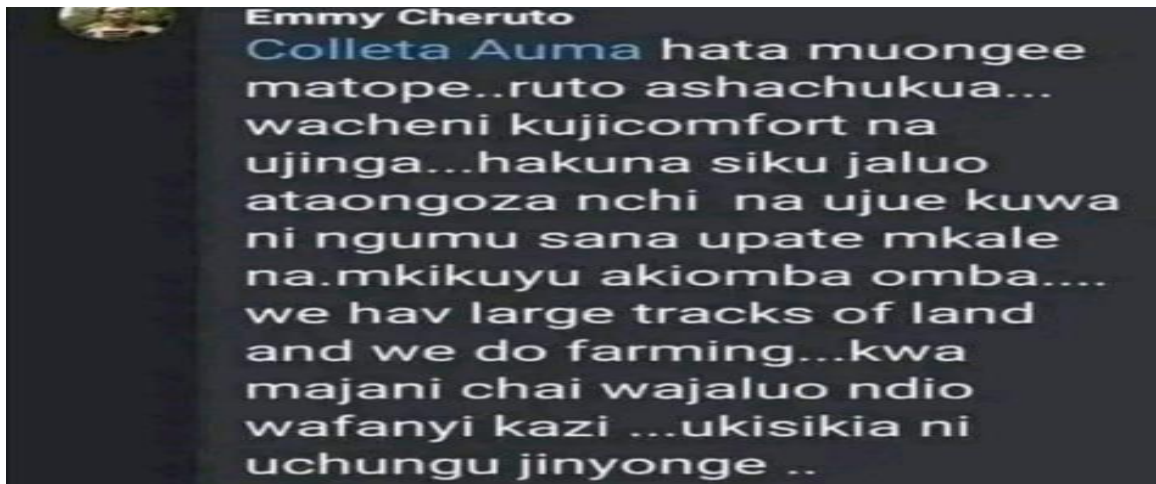 Emmy Cheruto
Colleta Auma hata muongee
matope..ruto ashachukua...
wacheni kujicomfort na
ujinga...hakuna siku jaluo
ataongoza nchi na ujue kuwa
ni ngumu sana upate mkale
na.mkikuyu akiomba omba....
we hav large tracks of land
and we do farming...kwa
majani chai wajaluo ndio
wafanyi kazi ...ukisikia ni
uchungu jinyonge ..